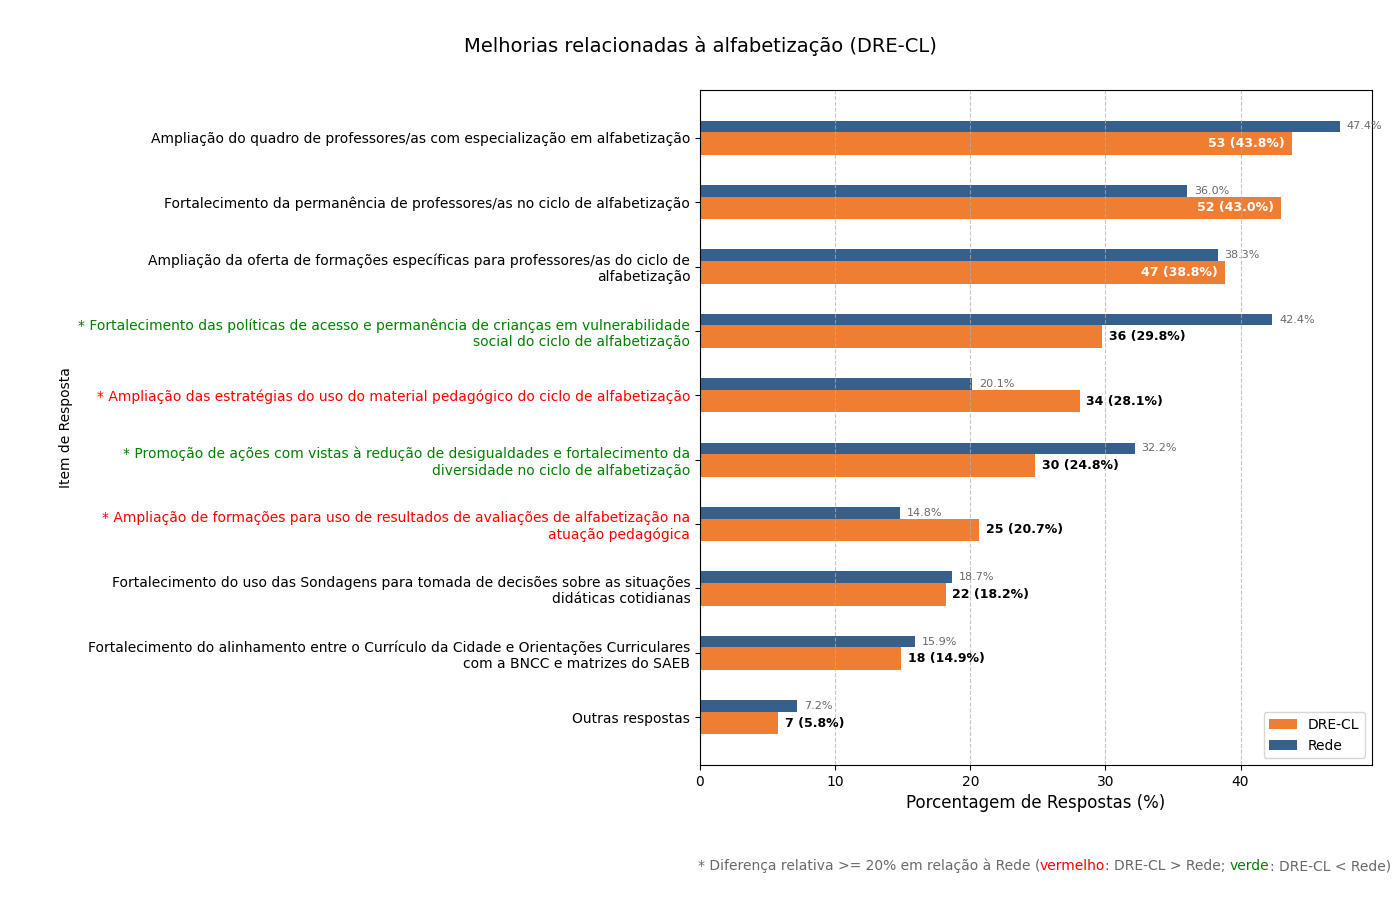 Melhorias relacionadas à alfabetização (DRE-CL)
Item de Resposta
Ampliação do quadro de professores/as com especialização em alfabetização
47.4%
53 (43.8%)
Fortalecimento da permanência de professores/as no ciclo de alfabetização
36.0%
52 (43.0%)
Ampliação da oferta de formações específicas para professores/as do ciclo de
alfabetização
38.3%
47 (38.8%)
* Fortalecimento das políticas de acesso e permanência de crianças em vulnerabilidade
social do ciclo de alfabetização
42.4%
36 (29.8%)
* Ampliação das estratégias do uso do material pedagógico do ciclo de alfabetização
20.1%
34 (28.1%)
* Promoção de ações com vistas à redução de desigualdades e fortalecimento da
diversidade no ciclo de alfabetização
32.2%
30 (24.8%)
* Ampliação de formações para uso de resultados de avaliações de alfabetização na
atuação pedagógica
14.8%
25 (20.7%)
Fortalecimento do uso das Sondagens para tomada de decisões sobre as situações
didáticas cotidianas
18.7%
22 (18.2%)
Fortalecimento do alinhamento entre o Currículo da Cidade e Orientações Curriculares
com a BNCC e matrizes do SAEB
15.9%
18 (14.9%)
Outras respostas
7.2%
7 (5.8%)
DRE-CL
Rede
0 10 20 30 40
Porcentagem de Respostas (%)
* Diferença relativa >= 20% em relação à Rede (vermelho: DRE-CL > Rede; verde: DRE-CL < Rede)